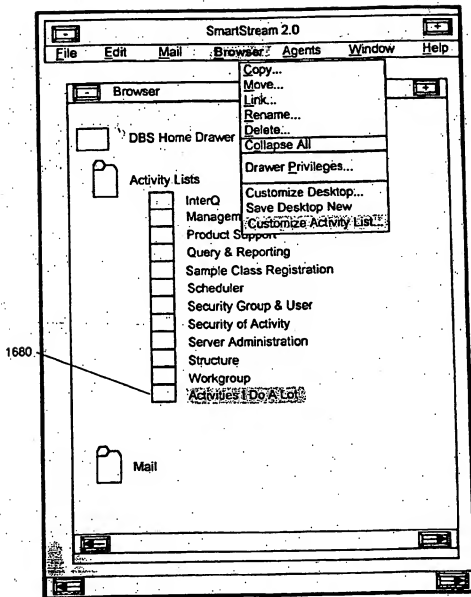 SmartStream 2.0
File Edit Mail Browser Agents Window Help
Copy...
Move...
Link...
Rename...
Delete...
Collapse All
Drawer Privileges...
Customize Desktop...
Save Desktop New
Customize Activity List...
Browser
DBS Home Drawer
Activity Lists
InterQ
Managem
Product Support
Query & Reporting
Sample Class Registration
Scheduler
Security Group & User
Security of Activity
Server Administration
Structure
Workgroup
1680
Activities I Do A Lot
Mail